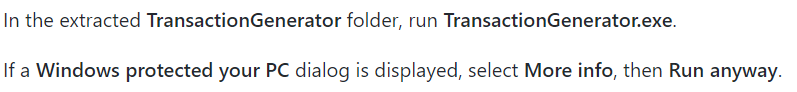 In the extracted TransactionGenerator folder, run TransactionGenerator.exe.
If a Windows protected your PC dialog is displayed, select More info, then Run anyway.